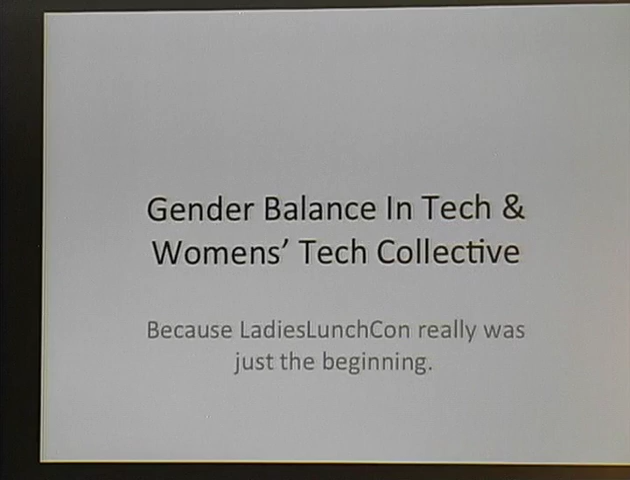 Gender Balance In Tech &
Womens’ Tech Collective
Because LadiesLunchCon really was
just the beginning.